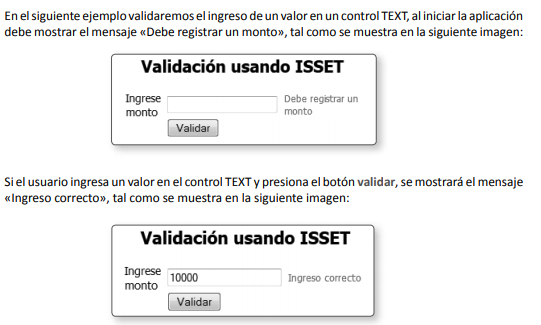 En el siguiente ejemplo validaremos el ingreso de un valor en un control TEXT, al iniciar la aplicación
debe mostrar el mensaje «Debe registrar un monto», tal como se muestra en la siguiente imagen:
Validación usando ISSET
Ingrese
monto
Debe registrar un
monto
Validar
Si el usuario ingresa un valor en el control TEXT y presiona el botón validar, se mostrará el mensaje
«Ingreso correcto», tal como se muestra en la siguiente imagen:
Validación usando ISSET
Ingrese
monto
10000
Ingreso correcto
Validar